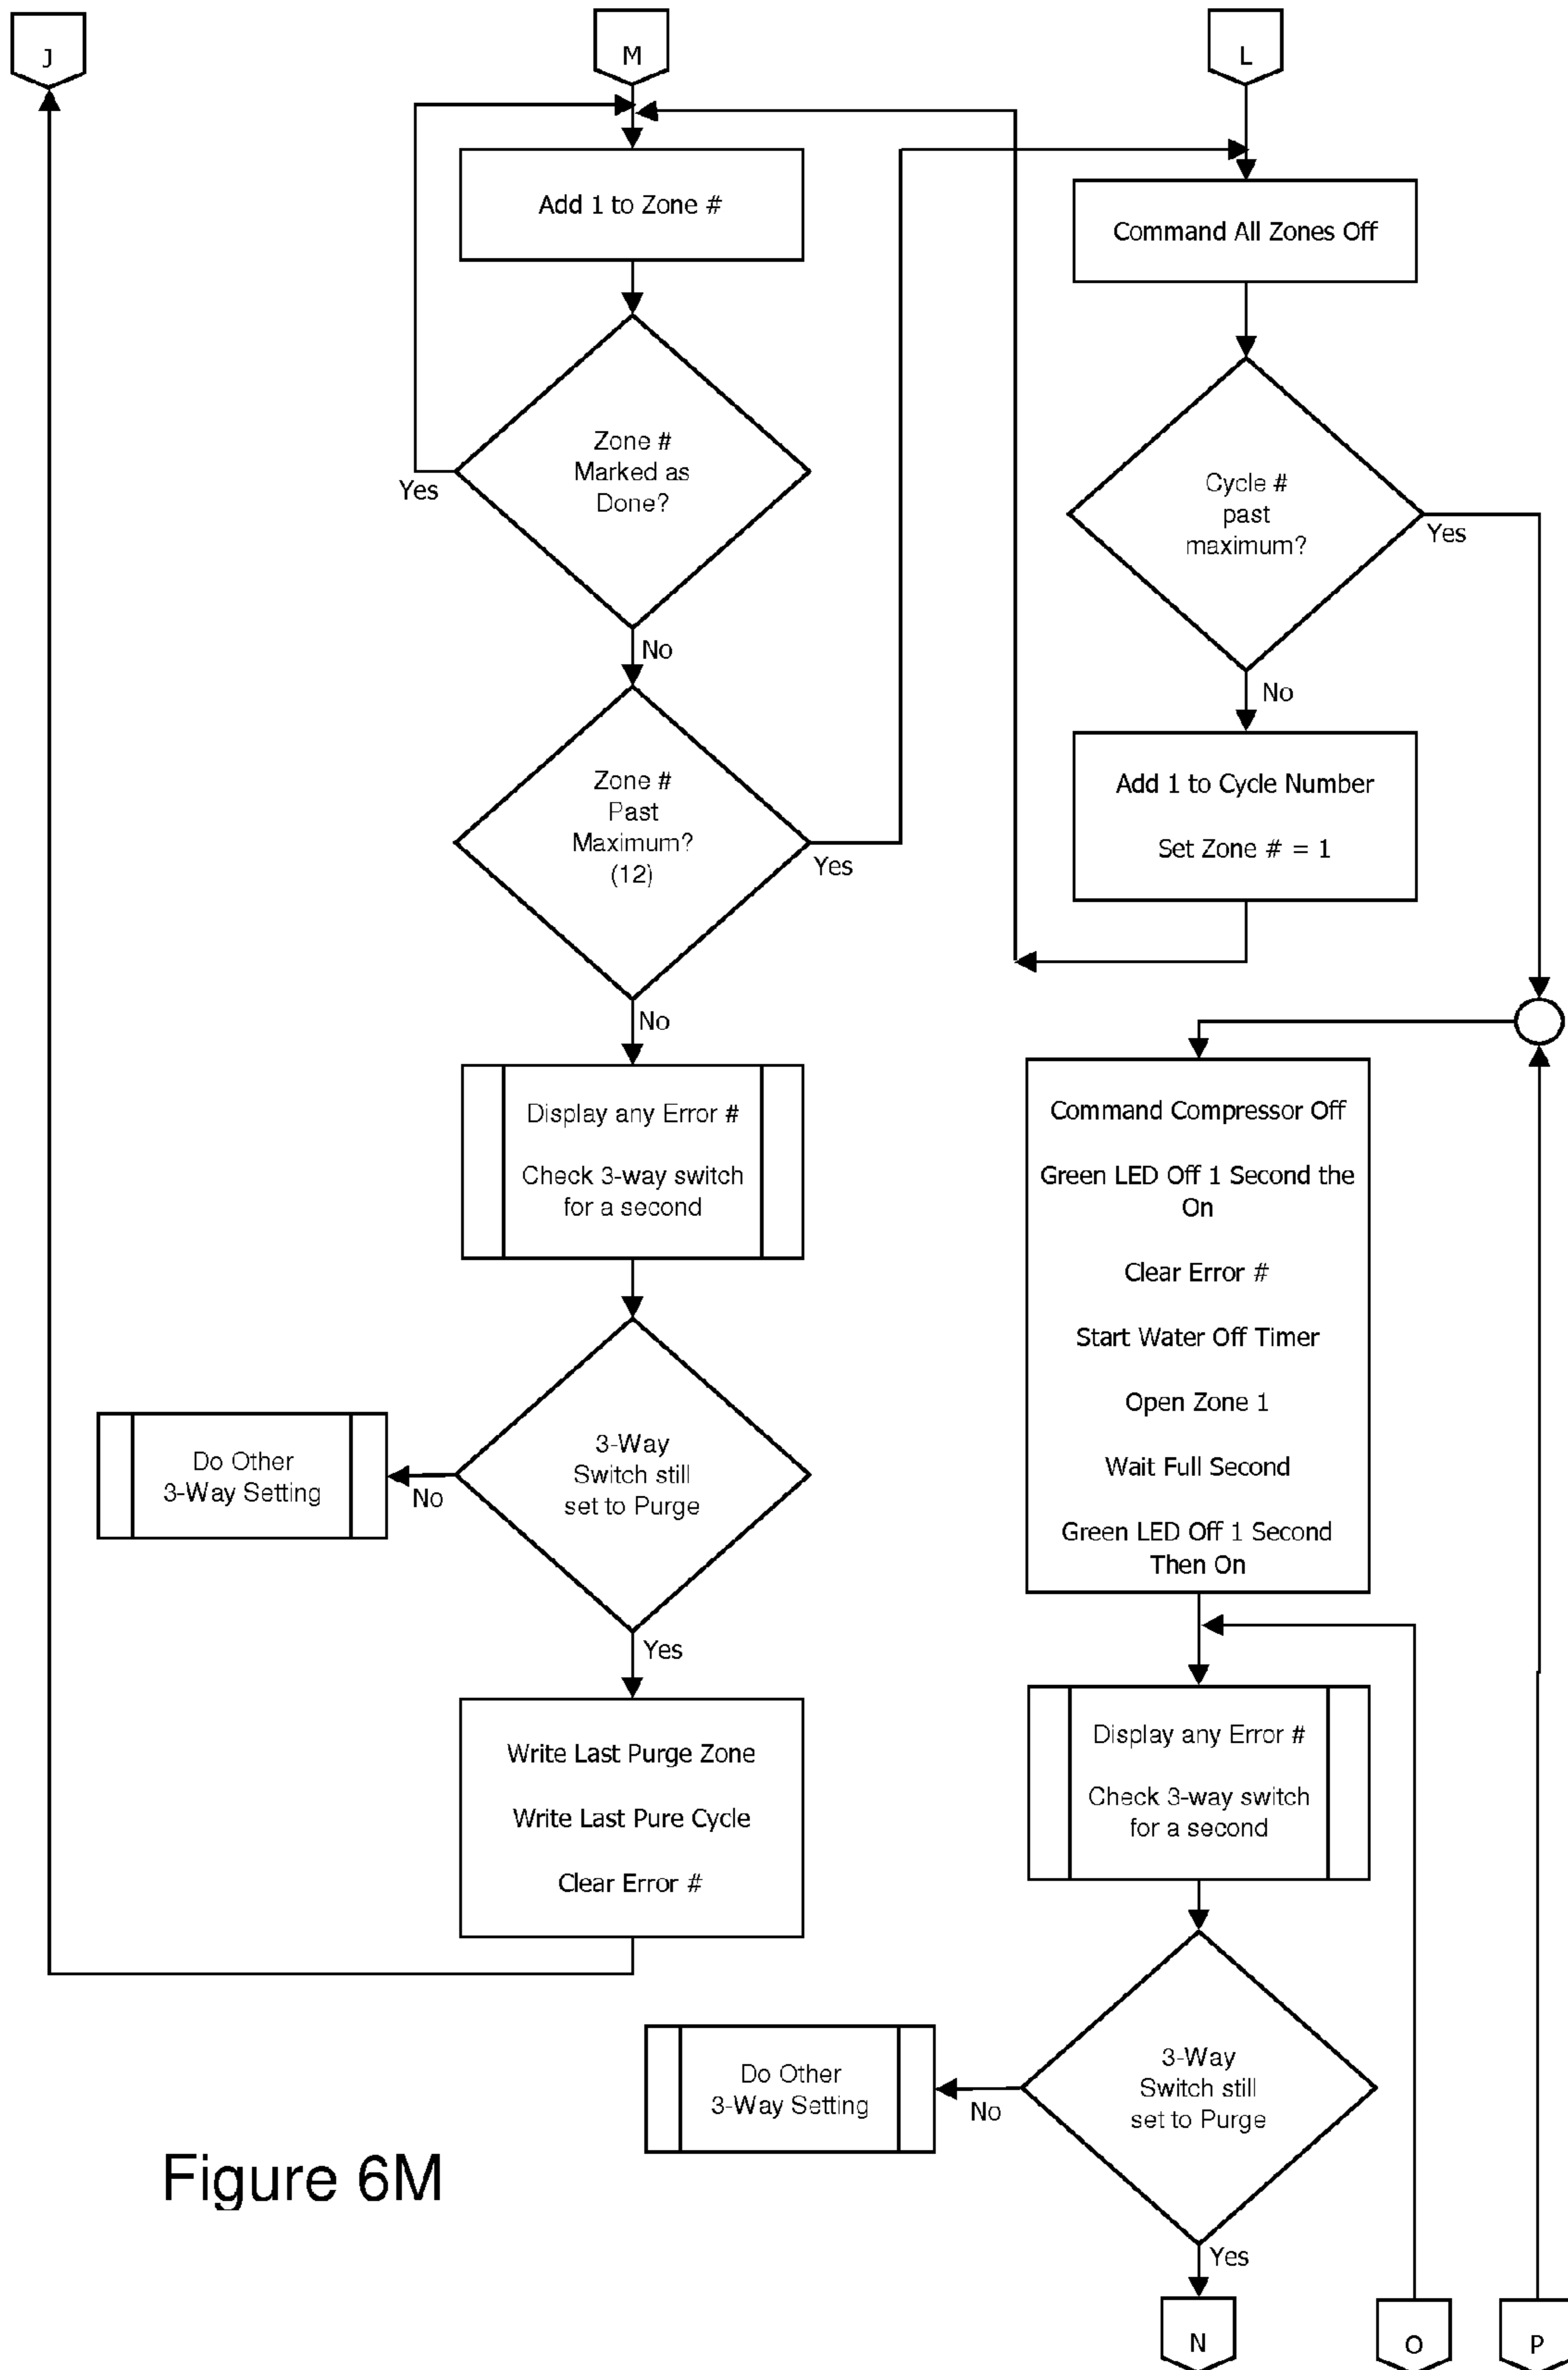 J
M
L
Add 1 to Zone #
Command All Zones Off
Zone #
Marked as
Done?
Yes
No
Cycle #
past
maximum?
Yes
No
Zone #
Past
Maximum?
(12)
Yes
No
Add 1 to Cycle Number
Set Zone # = 1
Display any Error #
Check 3-way switch
for a second
Command Compressor Off
Green LED Off 1 Second the
On
Clear Error #
Start Water Off Timer
Open Zone 1
Wait Full Second
Green LED Off 1 Second
Then On
3-Way
Switch still
set to Purge
No
Do Other
3-Way Setting
Yes
Write Last Purge Zone
Write Last Pure Cycle
Clear Error #
Display any Error #
Check 3-way switch
for a second
3-Way
Switch still
set to Purge
No
Do Other
3-Way Setting
Yes
Figure 6M
N
O
P